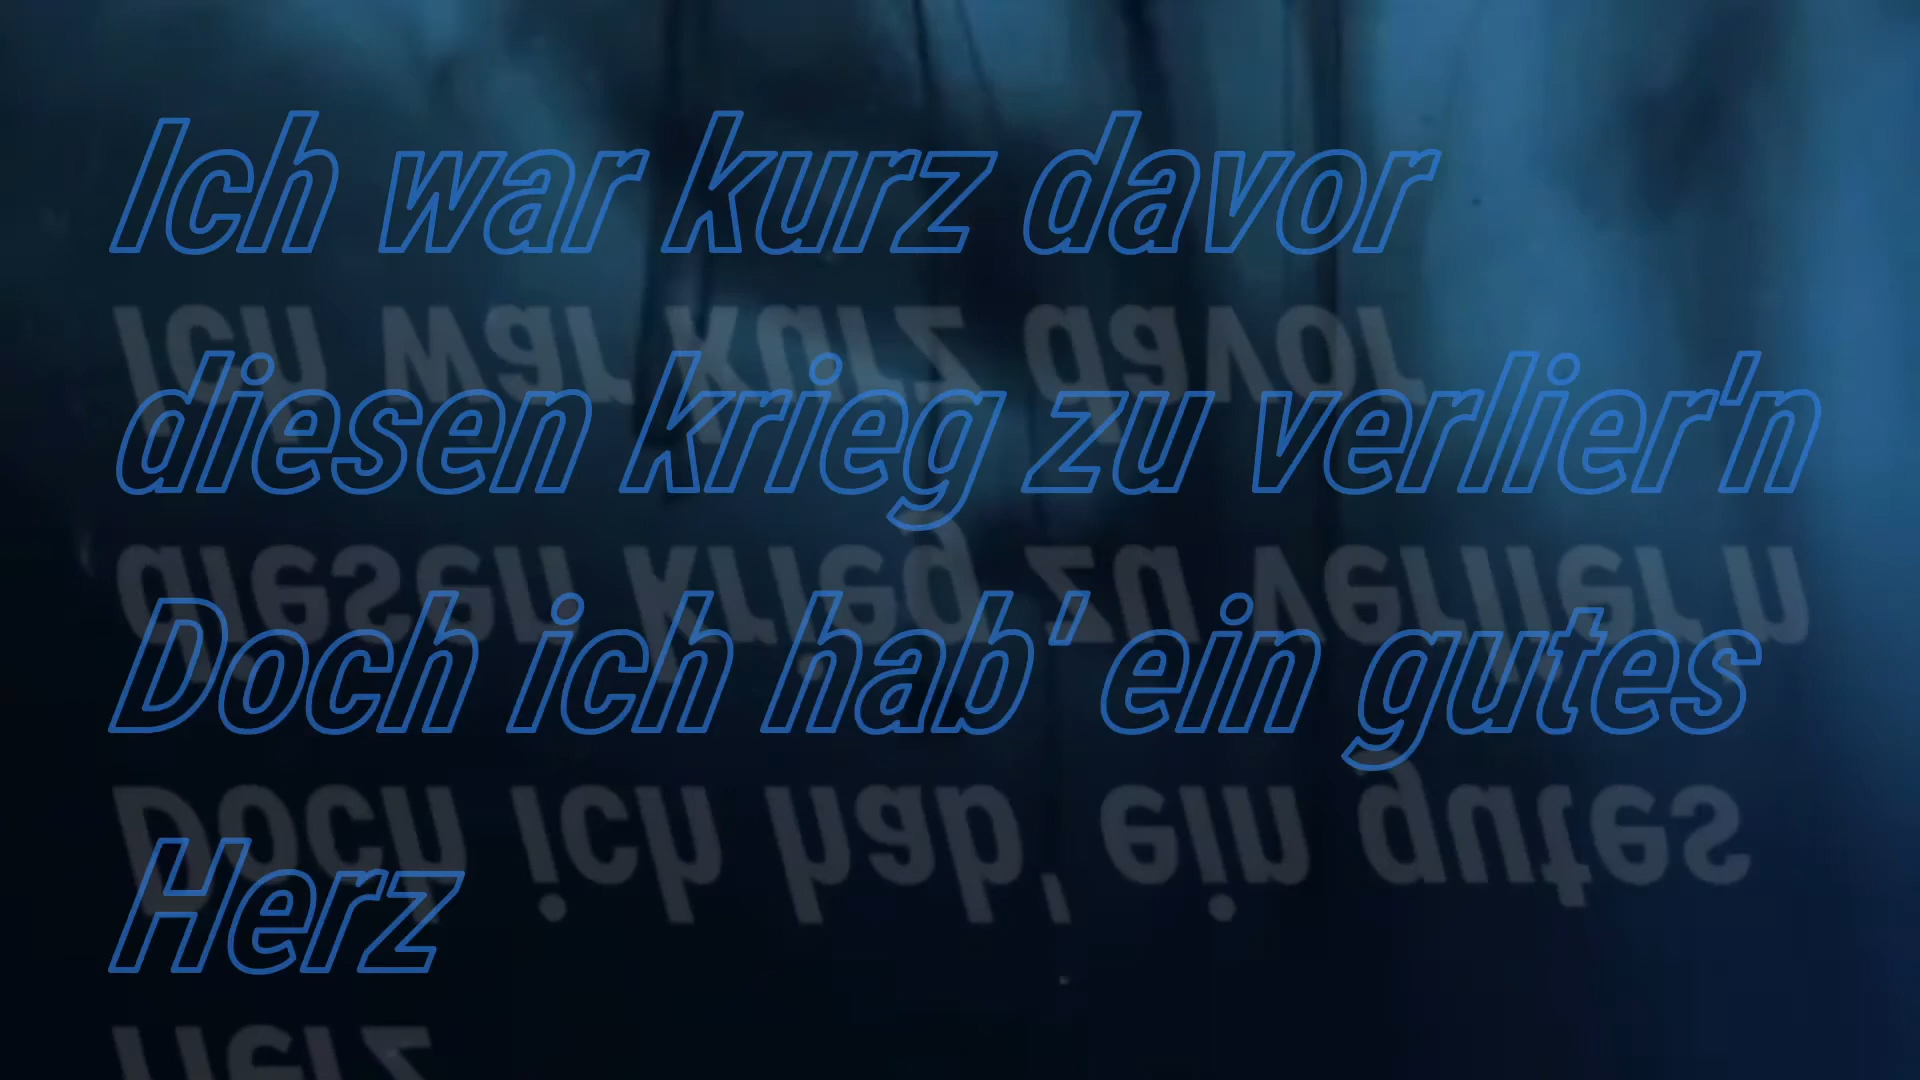 Ich war kurz davor
diesen krieg zu verlier'n
Doch ich hab' ein gutes
Herz